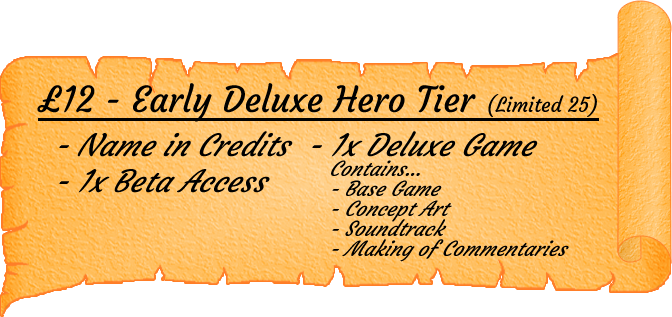 £12 - Early Deluxe Hero Tier (Limited 25)
- Name in Credits
- 1x Beta Access
- 1x Deluxe Game
Contains...
- Base Game
- Concept Art
- Soundtrack
- Making of Commentaries